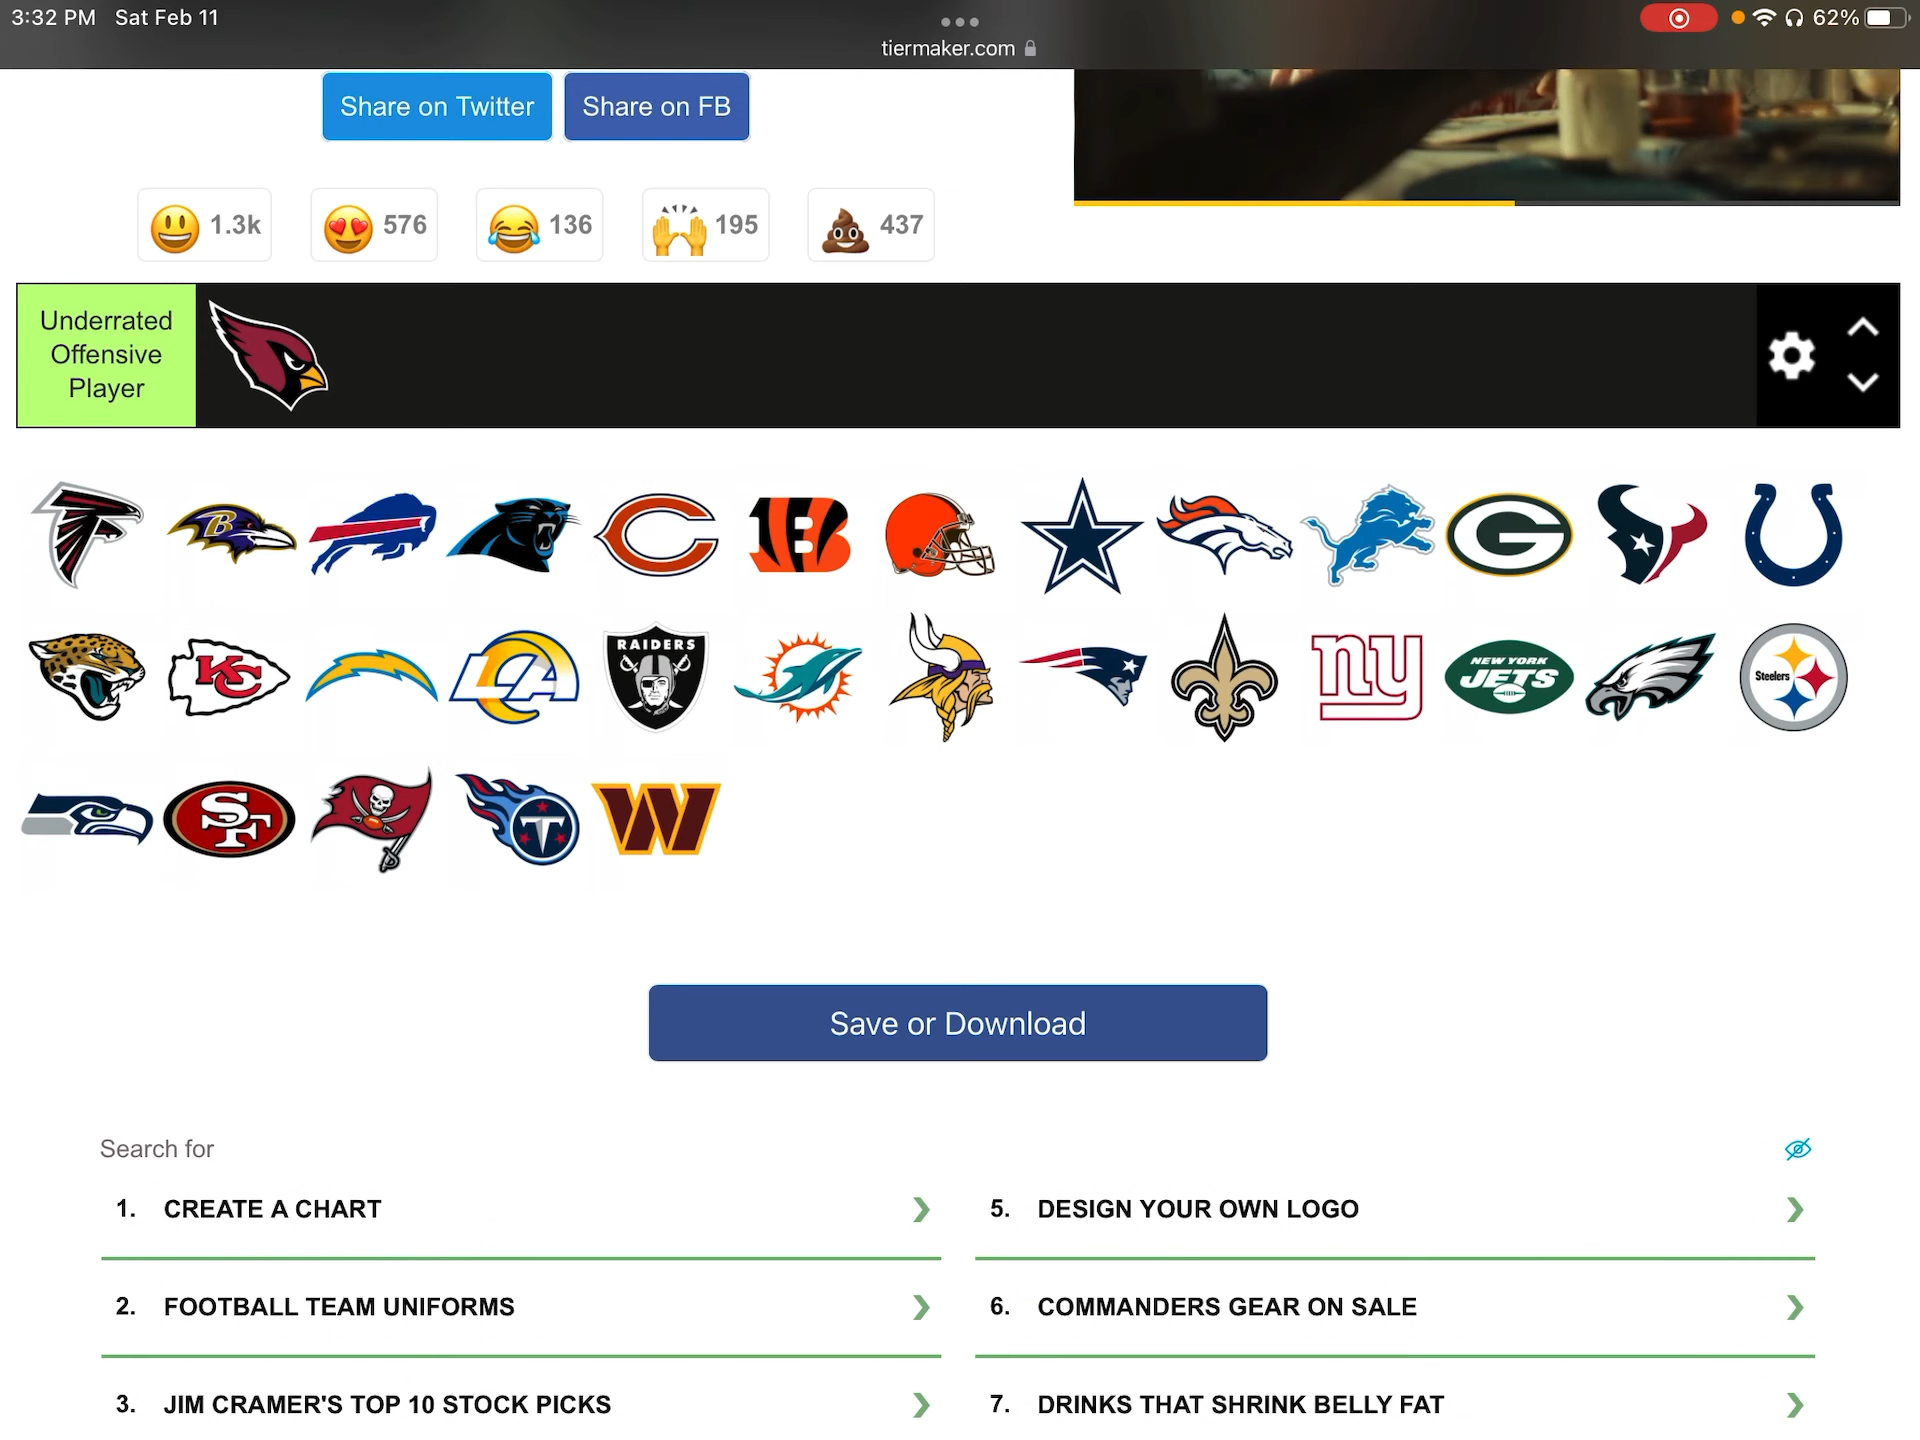 3:32 PM Sat Feb 11
62%
tiermaker.com
Share on Twitter
Share on FB
1.3k
576
136
195
437
Underrated
Offensive
Player
B
C
B
G
KC
LA
RAIDERS
ny
NEW YORK
JETS
Steelers
SF
T
W
Save or Download
Search for
1. CREATE A CHART
5. DESIGN YOUR OWN LOGO
2. FOOTBALL TEAM UNIFORMS
6. COMMANDERS GEAR ON SALE
3. JIM CRAMER'S TOP 10 STOCK PICKS
7. DRINKS THAT SHRINK BELLY FAT